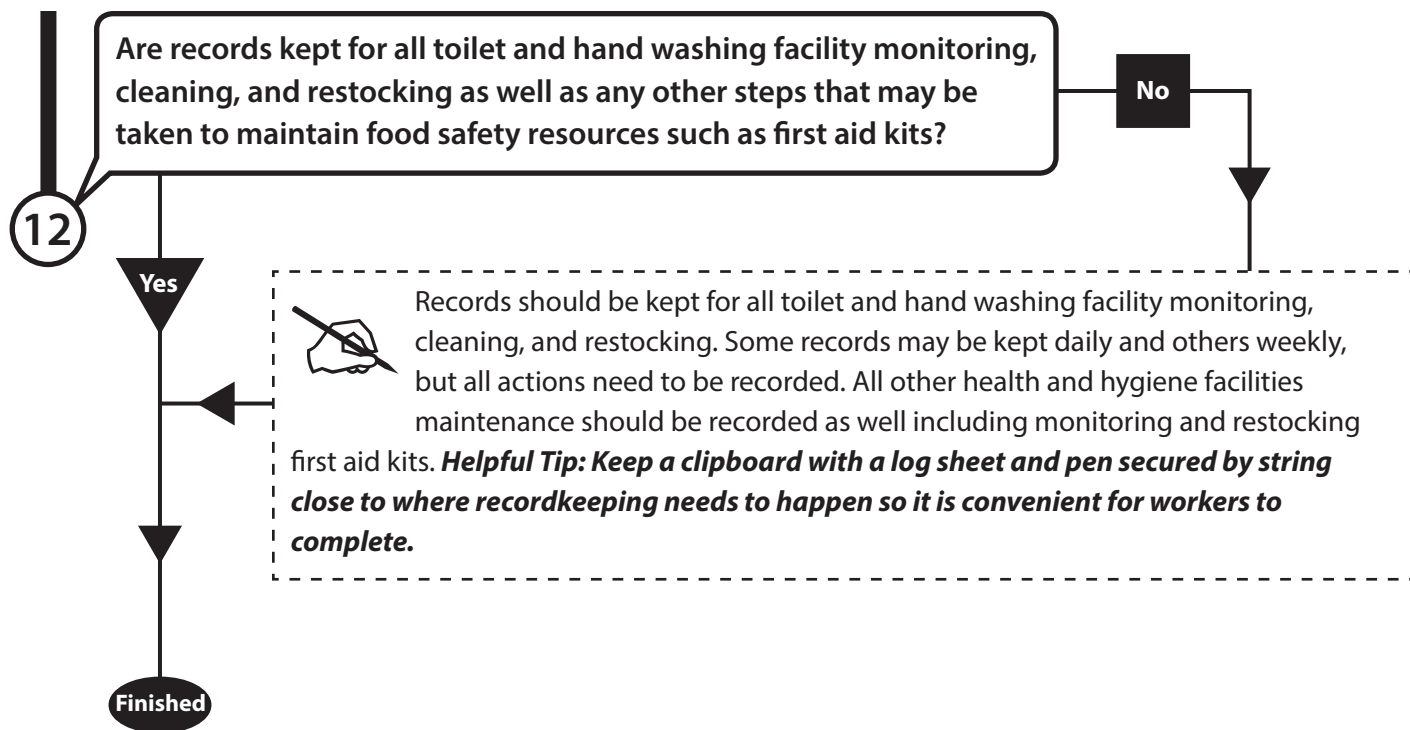 Are records kept for all toilet and hand washing facility monitoring,
cleaning, and restocking as well as any other steps that may be
taken to maintain food safety resources such as first aid kits?
No
12
Yes
Records should be kept for all toilet and hand washing facility monitoring,
cleaning, and restocking. Some records may be kept daily and others weekly,
but all actions need to be recorded. All other health and hygiene facilities
maintenance should be recorded as well including monitoring and restocking
first aid kits. Helpful Tip: Keep a clipboard with a log sheet and pen secured by string
close to where recordkeeping needs to happen so it is convenient for workers to
complete.
Finished